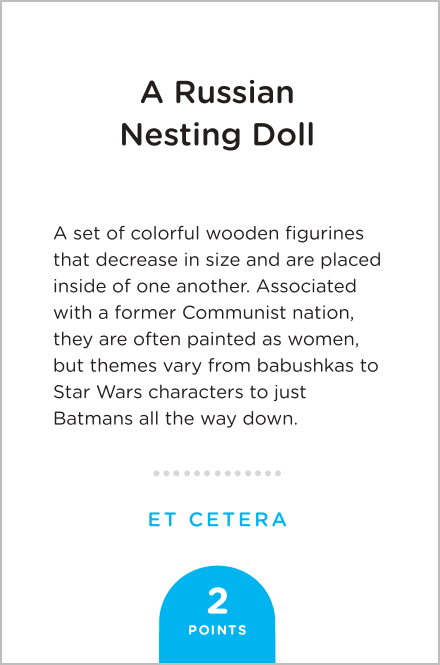 A Russian
Nesting Doll
A set of colorful wooden figurines
that decrease in size and are placed
inside of one another. Associated
with a former Communist nation,
they are often painted as women,
but themes vary from babushkas to
Star Wars characters to just
Batmans all the way down.
ET CETERA
2
POINTS